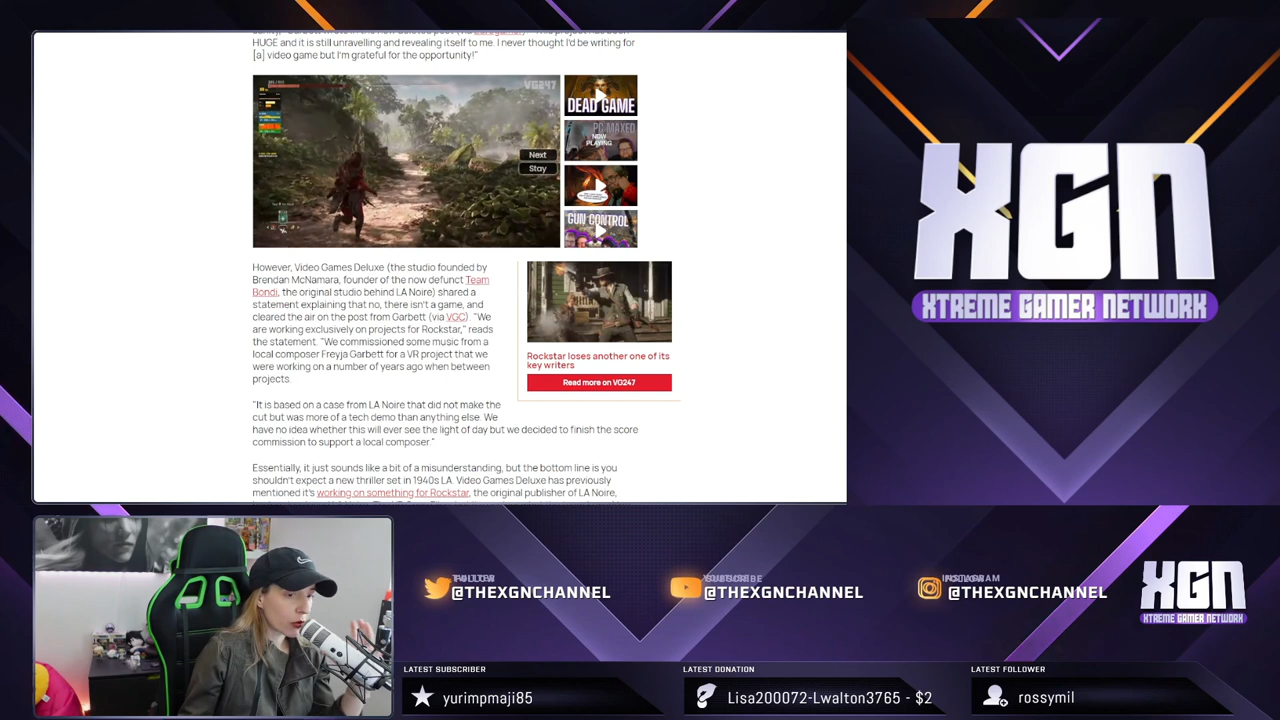 HUGE and it is still unravelling and revealing itself to me. I never thought I'd be writing for
[a] video game but I'm grateful for the opportunity!"
VG247
Next
Stay
DEAD GAME
PC MAXED
NOW
PLAYING
GUN CONTROL
However, Video Games Deluxe (the studio founded by
Brendan McNamara, founder of the now defunct Team
Bondi, the original studio behind LA Noire) shared a
statement explaining that no, there isn't a game, and
cleared the air on the post from Garbett (via VGC). "We
are working exclusively on projects for Rockstar," reads
the statement. "We commissioned some music from a
local composer Freyja Garbett for a VR project that we
were working on a number of years ago when between
projects.
Rockstar loses another one of its
key writers
Read more on VG247
"It is based on a case from LA Noire that did not make the
cut but was more of a tech demo than anything else. We
have no idea whether this will ever see the light of day but we decided to finish the score
commission to support a local composer."
Essentially, it just sounds like a bit of a misunderstanding, but the bottom line is you
shouldn't expect a new thriller set in 1940s LA. Video Games Deluxe has previously
mentioned it's working on something for Rockstar, the original publisher of LA Noire,
XGN
XTREME GAMER NETWORK
@THEXGNCHANNEL
@THEXGNCHANNEL
@THEXGNCHANNEL
XGN
XTREME GAMER NETWORK
LATEST SUBSCRIBER
yurimpmaji85
LATEST DONATION
Lisa200072-Lwalton3765 - $2
LATEST FOLLOWER
rossymil